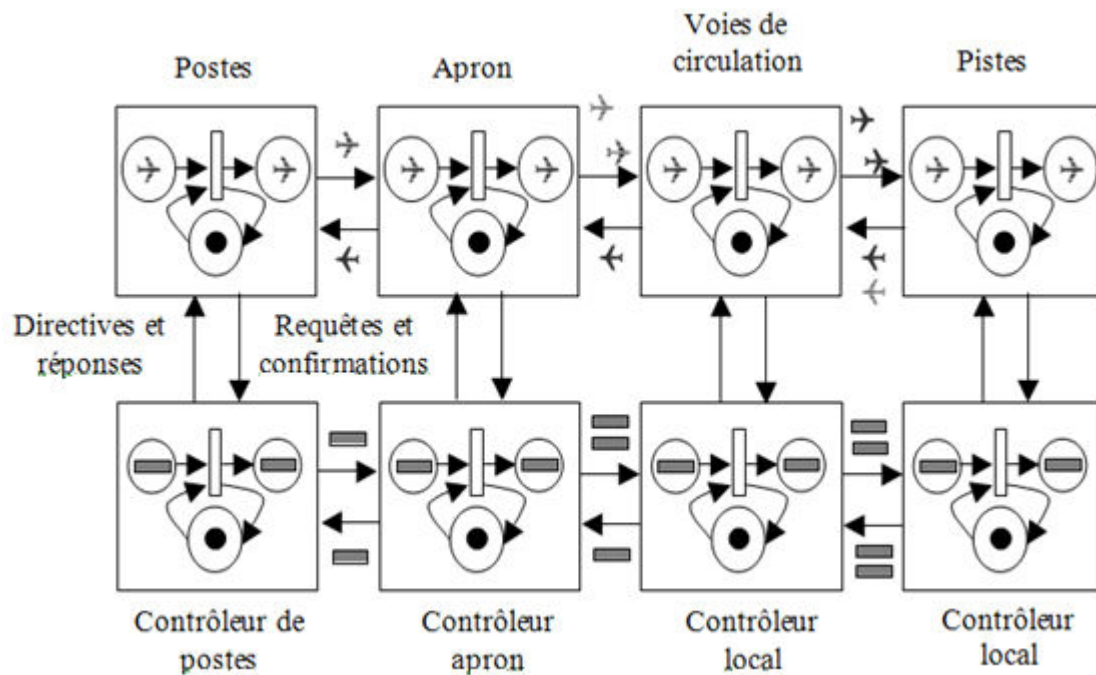 Postes
Apron
Voies de
circulation
Pistes
Directives et
réponses
Requêtes et
confirmations
Contrôleur de
postes
Contrôleur
apron
Contrôleur
local
Contrôleur
local